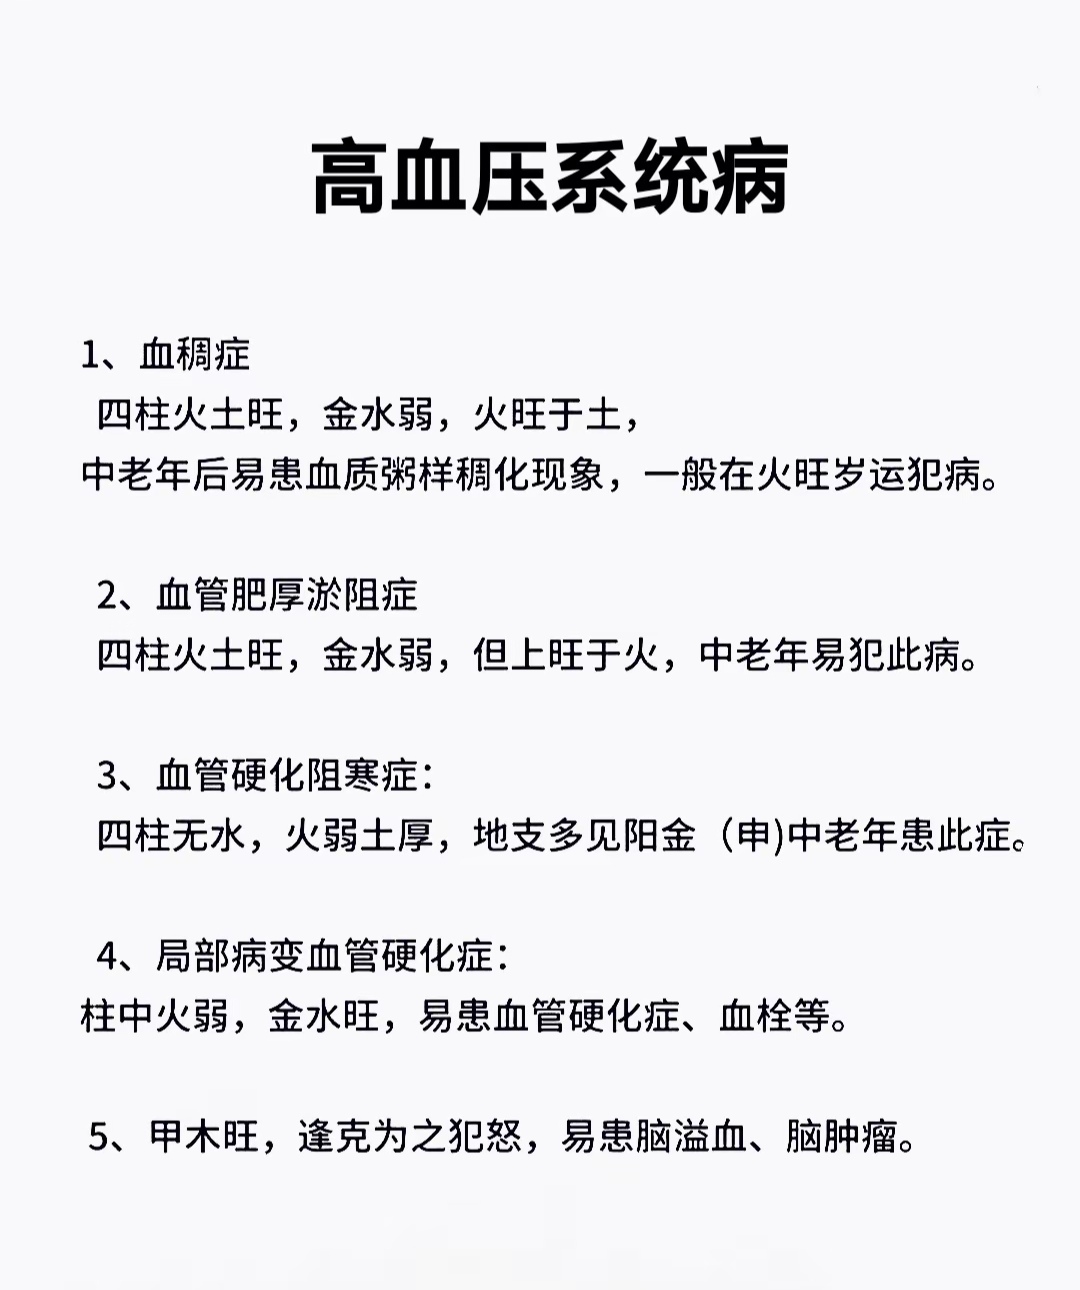 高血压系统病
1、血稠症
四柱火土旺，金水弱，火旺于土，
中老年后易患血质粥样稠化现象，一般在火旺岁运犯病。
2、血管肥厚淤阻症
四柱火土旺，金水弱，但上旺于火，中老年易犯此病。
3、血管硬化阻寒症：
四柱无水，火弱土厚，地支多见阳金（申)中老年患此症。
4、局部病变血管硬化症：
柱中火弱，金水旺，易患血管硬化症、血栓等。
5、甲木旺，逢克为之犯怒，易患脑溢血、脑肿瘤。